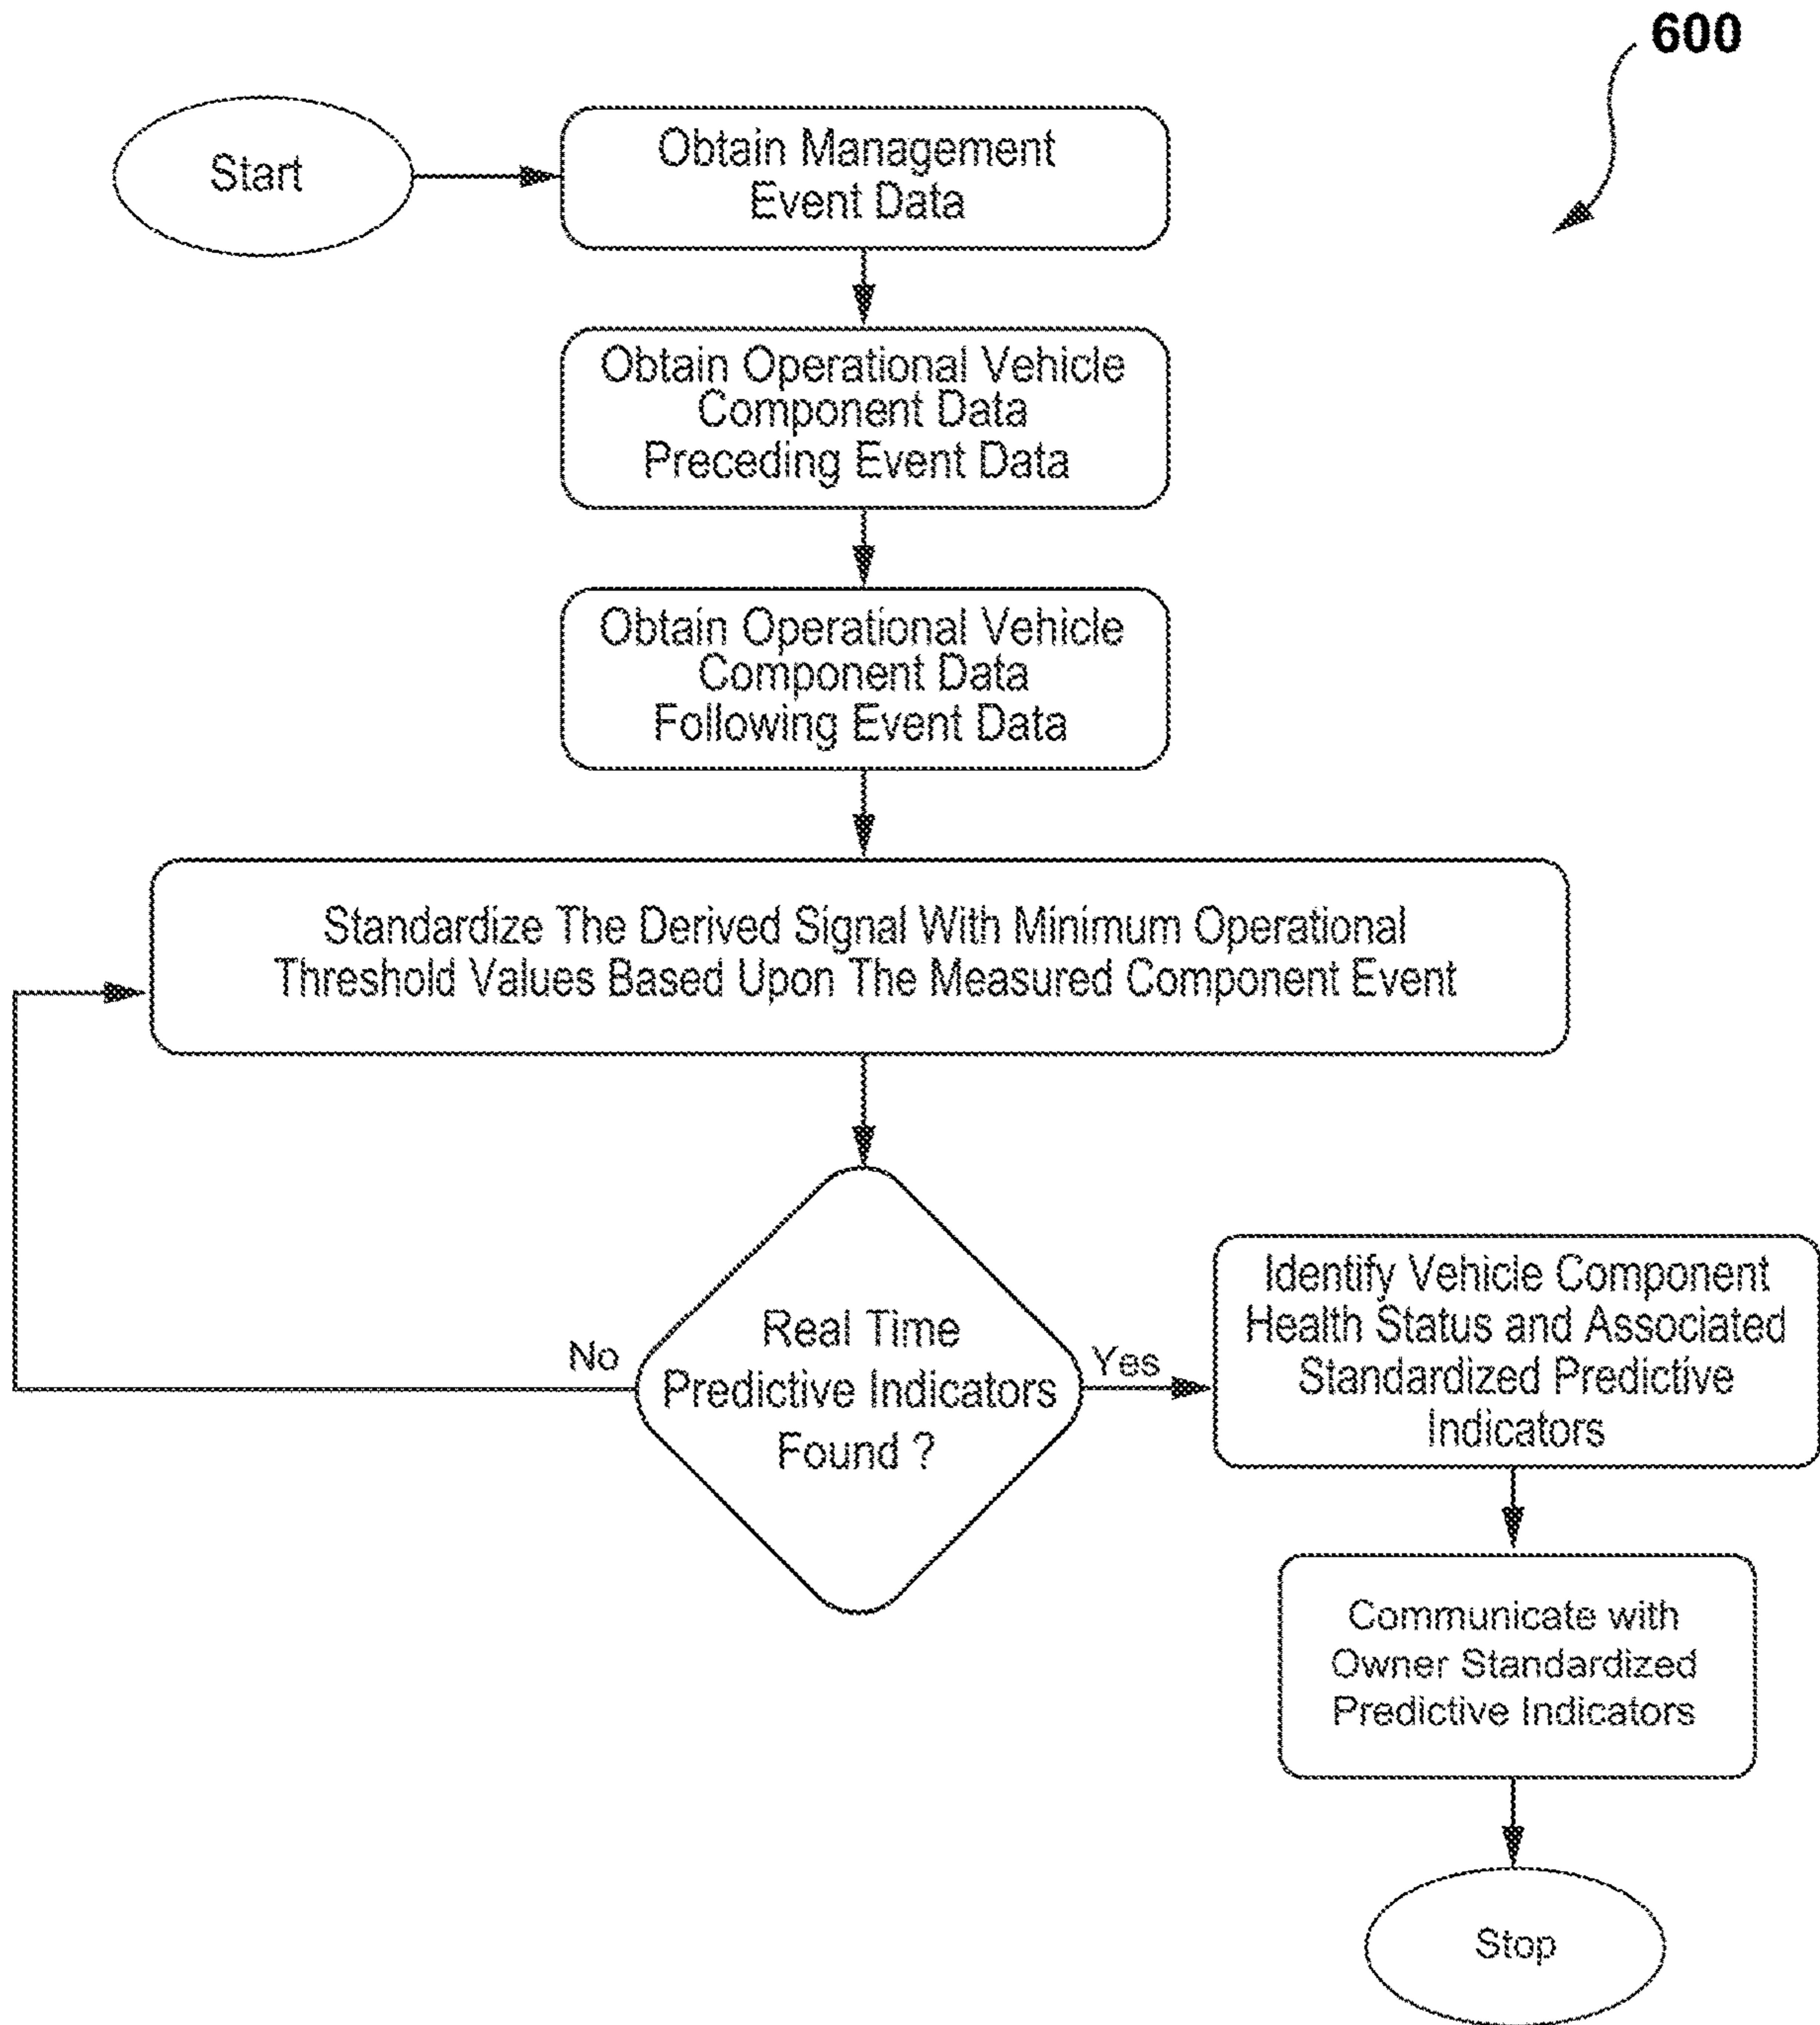 600
Start
Obtain Management
Event Data
Obtain Operational Vehicle
Component Data
Preceding Event Data
Obtain Operational Vehicle
Component Data
Following Event Data
Standardize The Derived Signal With Minimum Operational
Threshold Values Based Upon The Measured Component Event
Real Time
Predictive Indicators
Found ?
No
Yes
Identify Vehicle Component
Health Status and Associated
Standardized Predictive
Indicators
Communicate with
Owner Standardized
Predictive Indicators
Stop